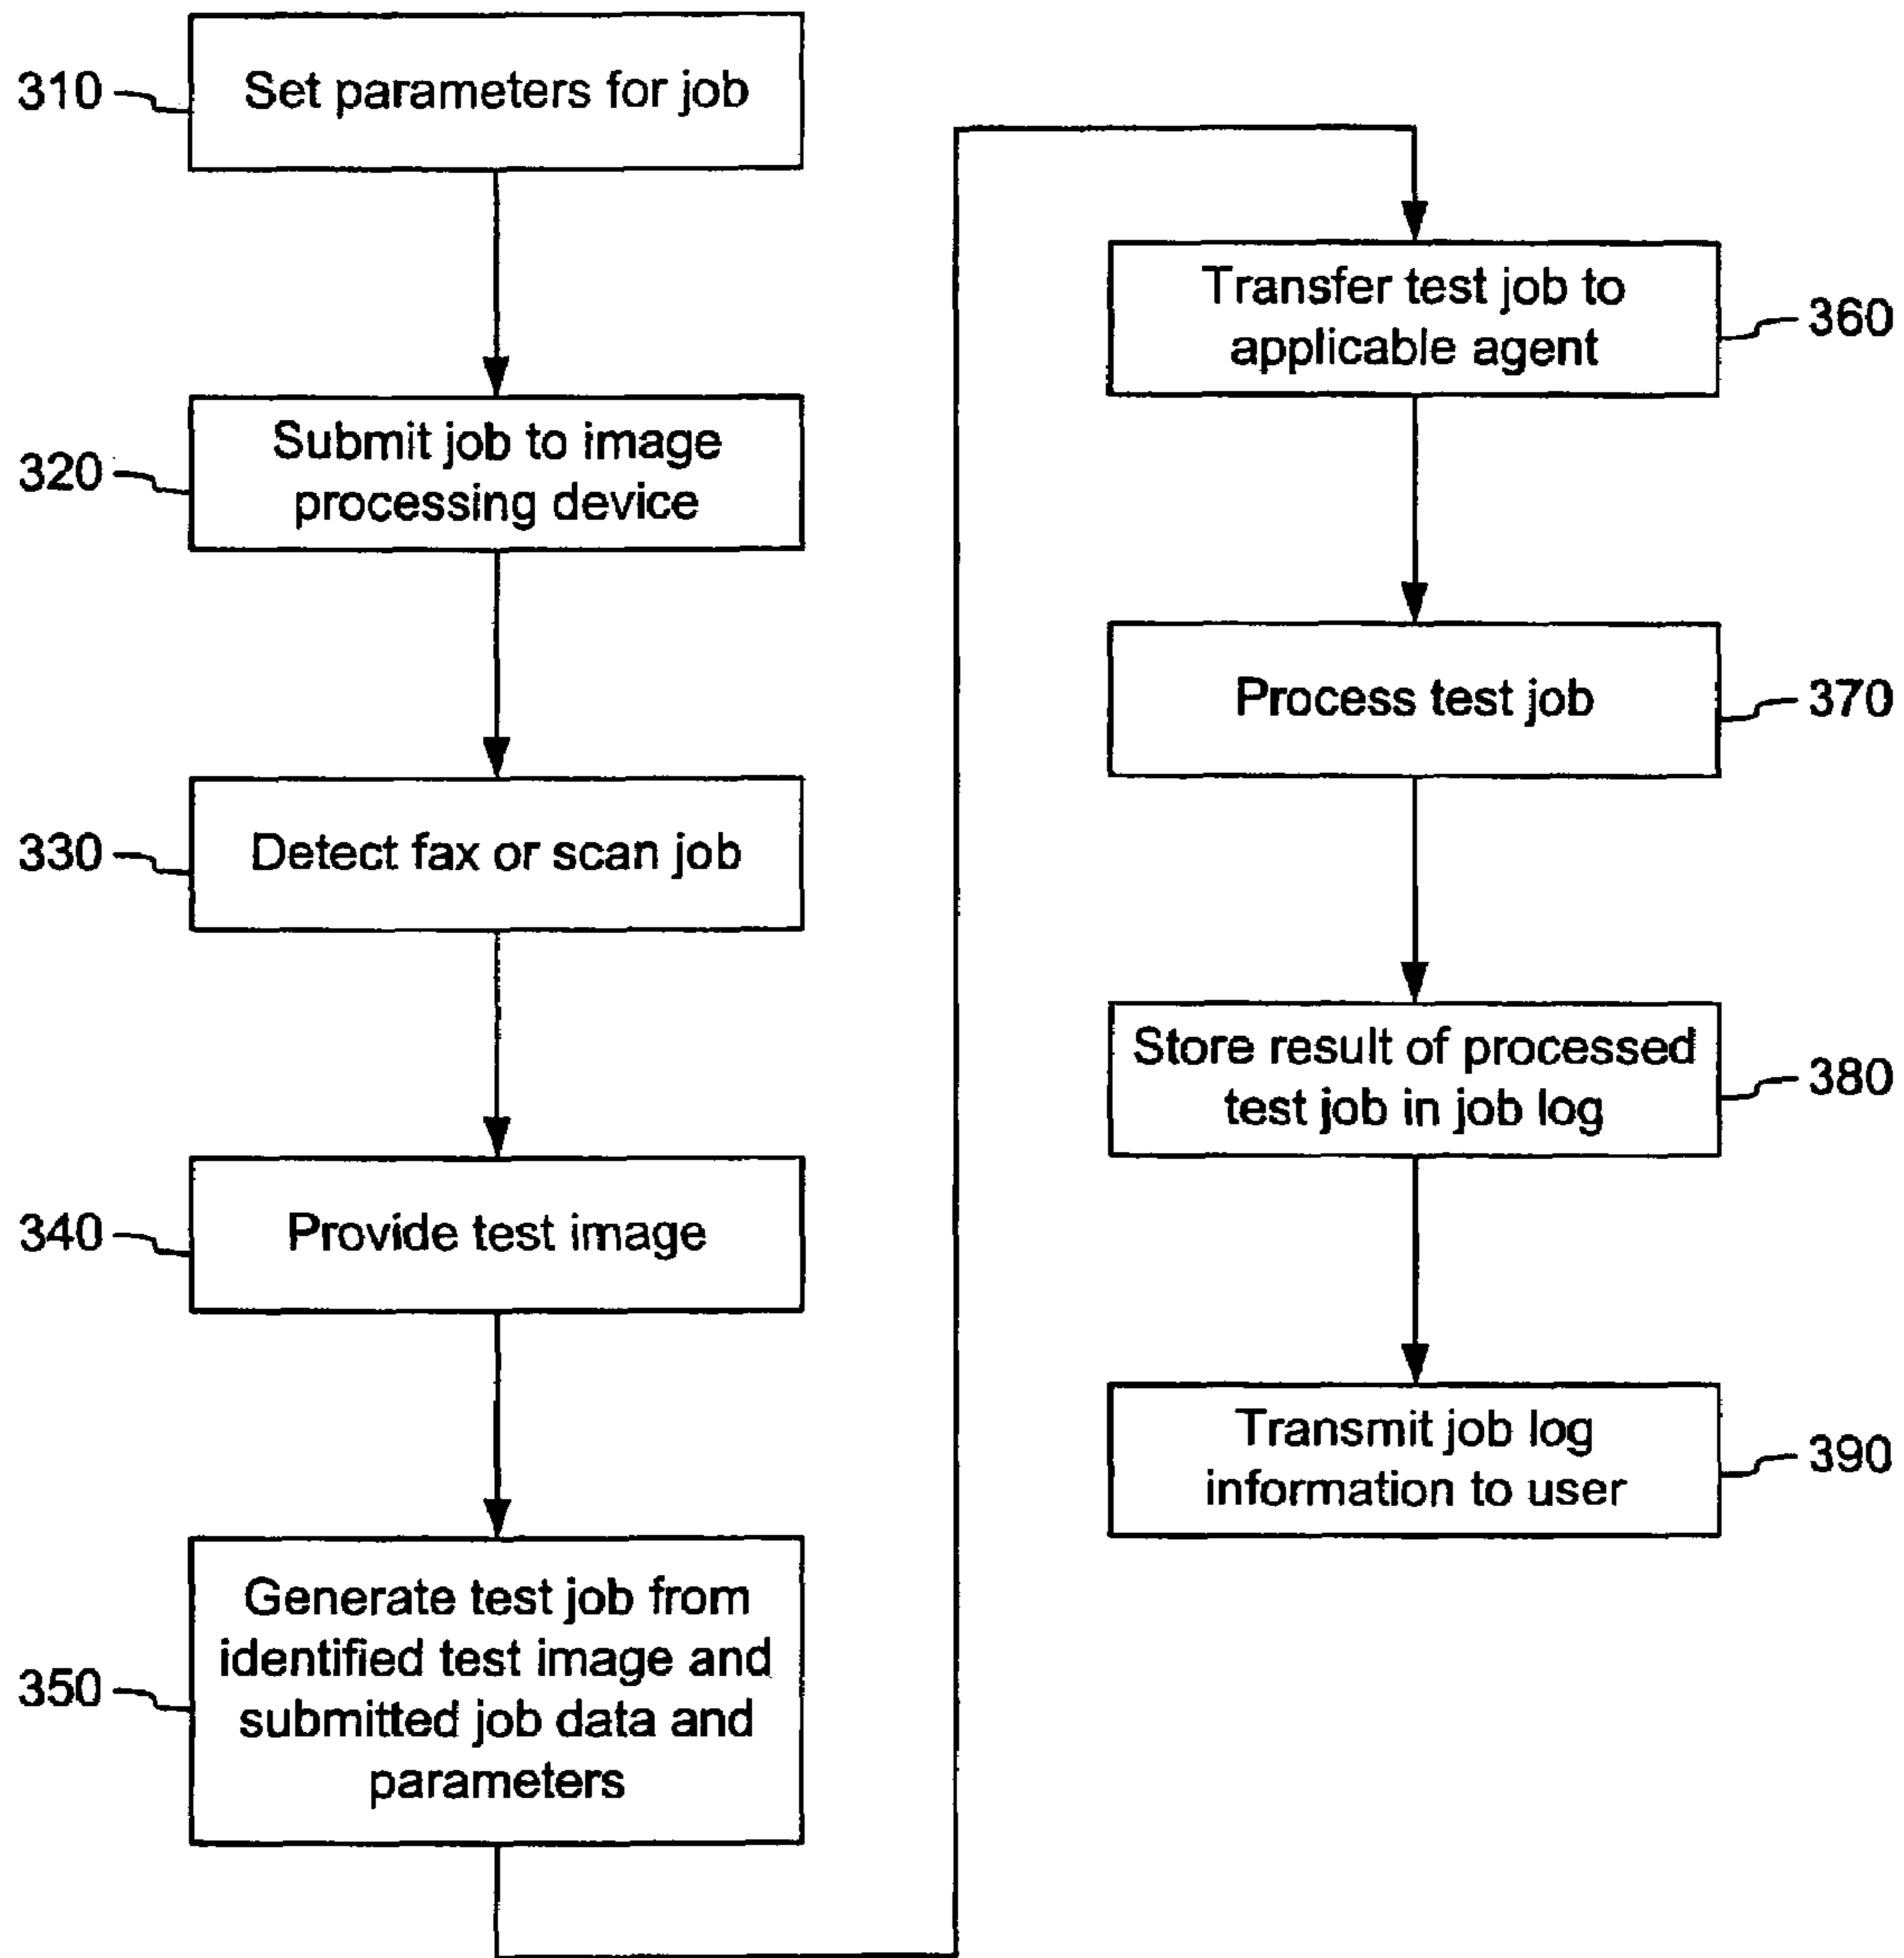 310
Set parameters for job
320
Submit job to image
processing device
330
Detect fax or scan job
340
Provide test image
350
Generate test job from
identified test image and
submitted job data and
parameters
Transfer test job to
applicable agent
360
Process test job
370
Store result of processed
test job in job log
380
Transmit job log
information to user
390